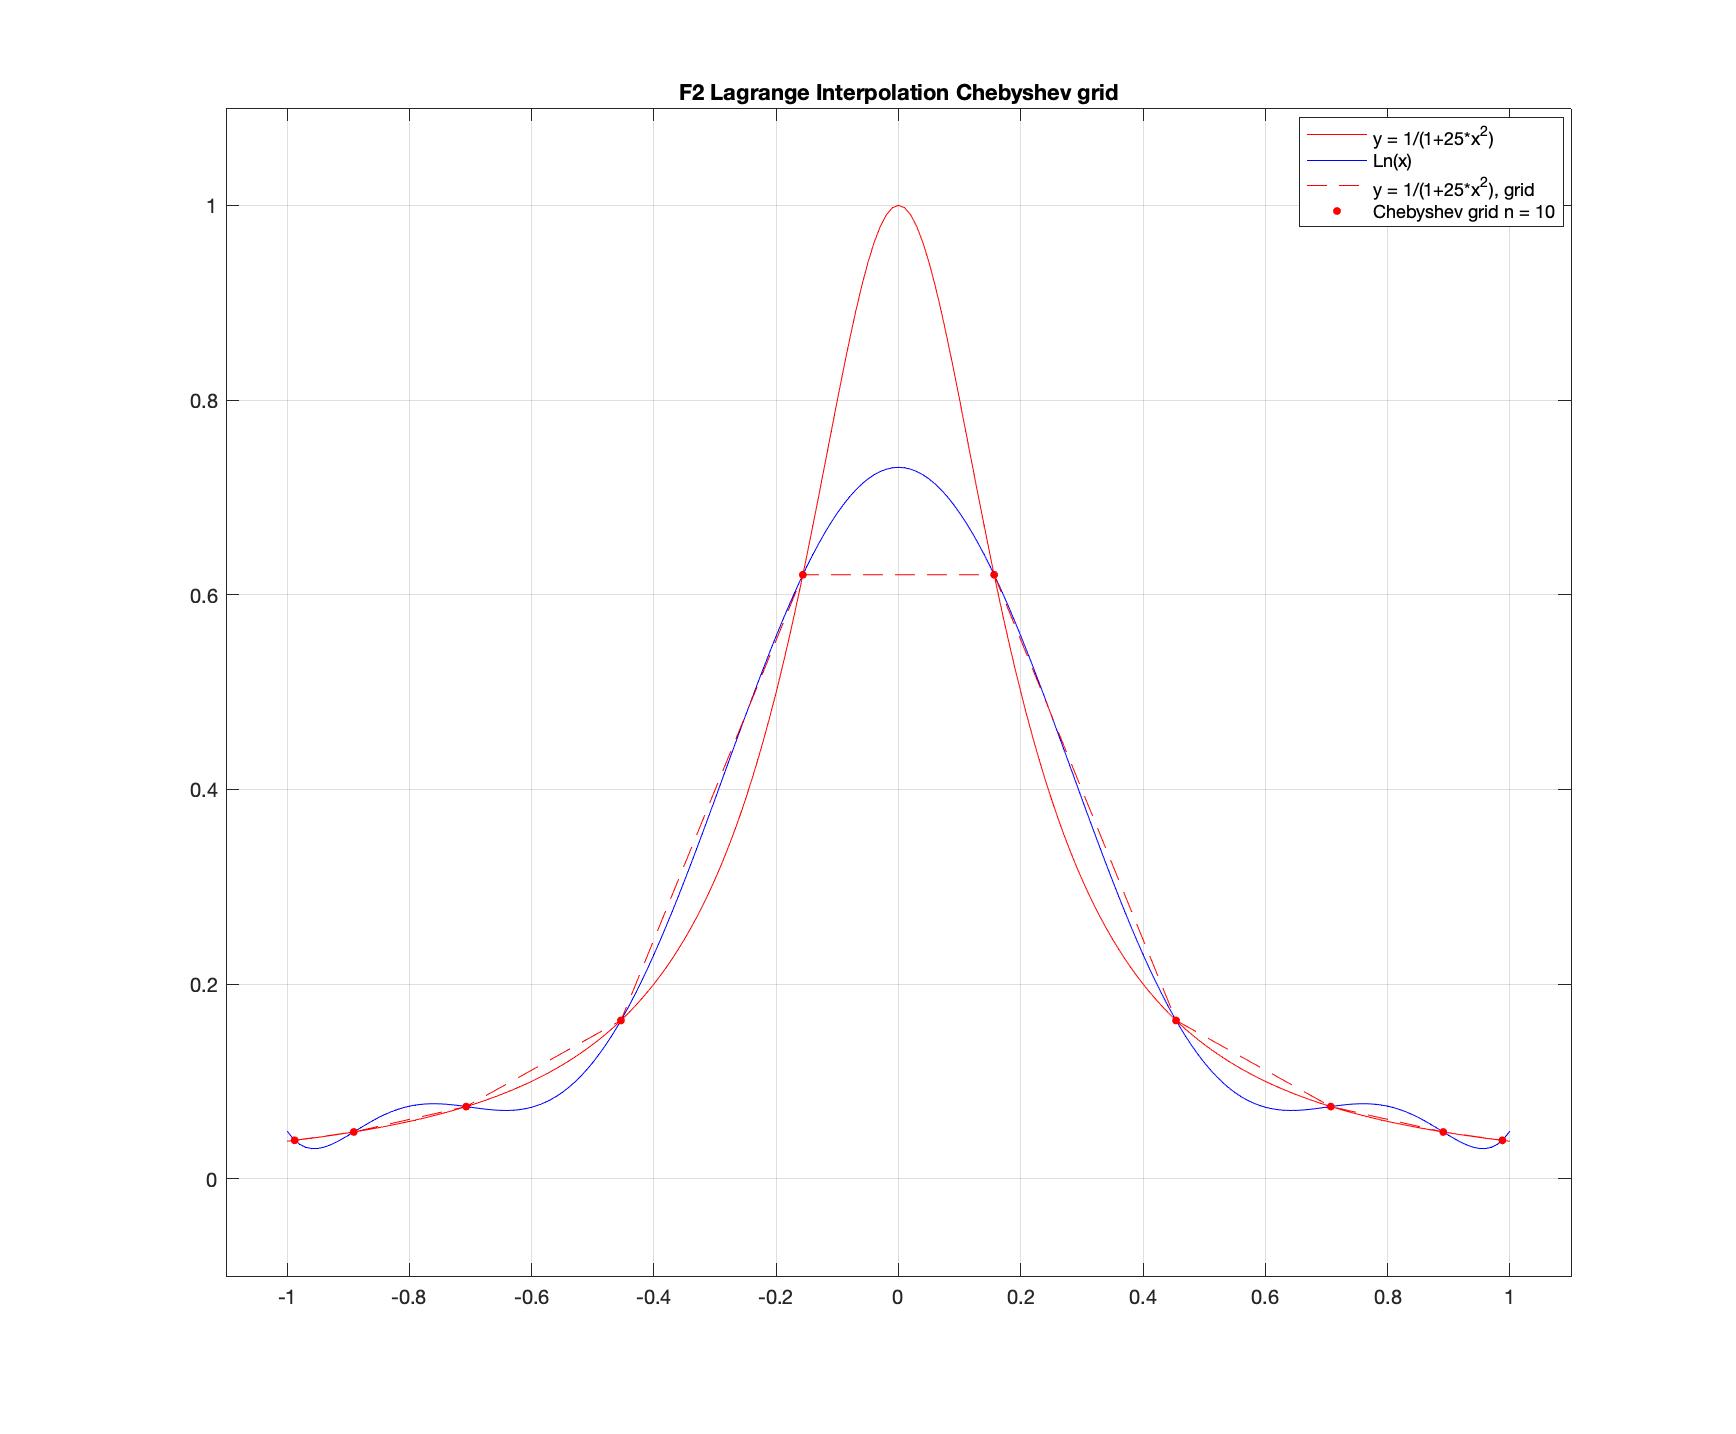 F2 Lagrange Interpolation Chebyshev grid
y = 1/(1+25*x²)
Ln(x)
y = 1/(1+25*x²), grid
Chebyshev grid n = 10
1
0.8
0.6
0.4
0.2
0
-1 -0.8 -0.6 -0.4 -0.2 0 0.2 0.4 0.6 0.8 1